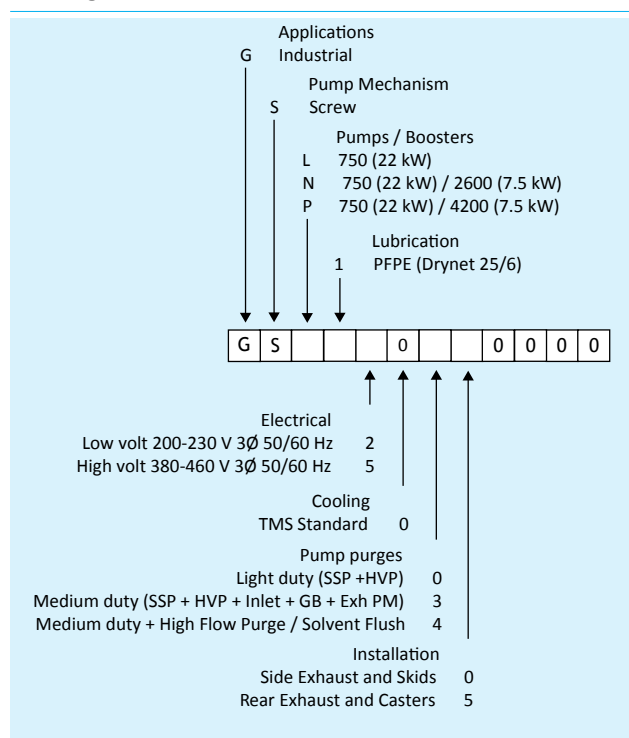 Applications
G Industrial
Pump Mechanism
S Screw
Pumps / Boosters
L 750 (22 kW)
N 750 (22 kW) / 2600 (7.5 kW)
P 750 (22 kW) / 4200 (7.5 kW)
Lubrication
1 PFPE (Drynet 25/6)
G S 0 0 0 0 0
Electrical
Low volt 200-230 V 3Ø 50/60 Hz 2
High volt 380-460 V 3Ø 50/60 Hz 5
Cooling
TMS Standard 0
Pump purges
Light duty (SSP +HVP) 0
Medium duty (SSP + HVP + Inlet + GB + Exh PM) 3
Medium duty + High Flow Purge / Solvent Flush 4
Installation
Side Exhaust and Skids 0
Rear Exhaust and Casters 5